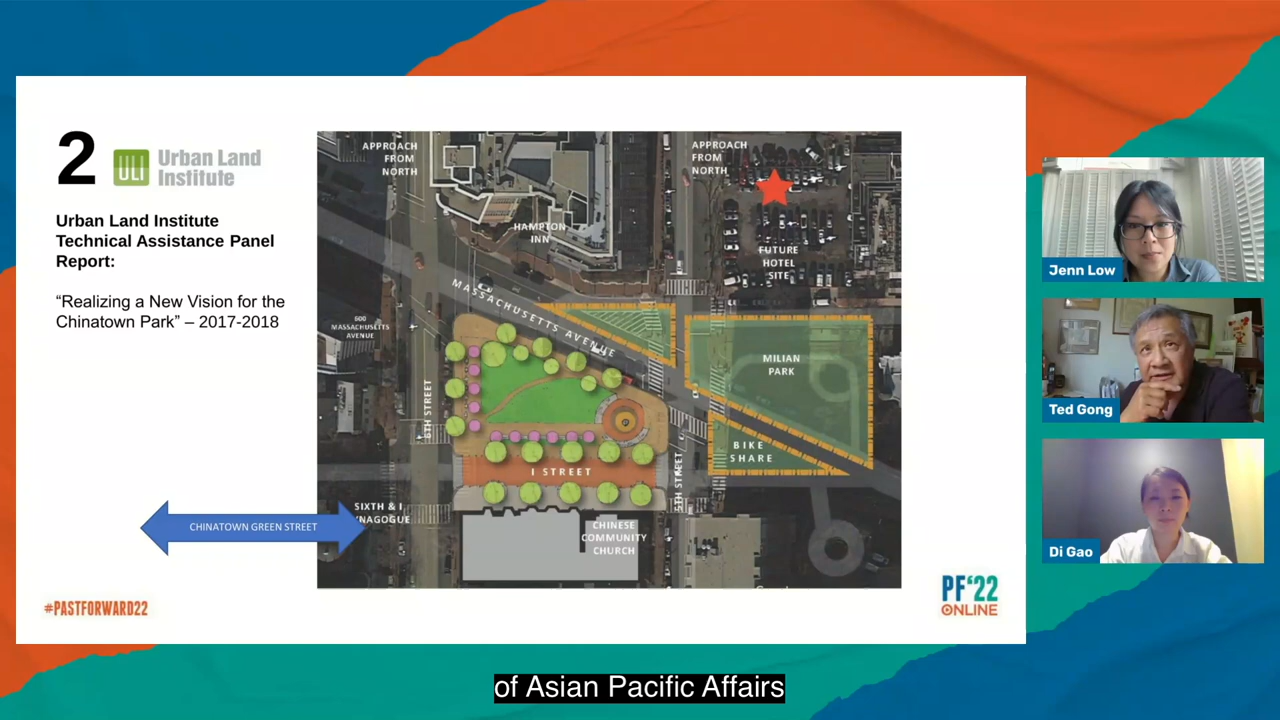 2
ULI
Urban Land
Institute
Urban Land Institute
Technical Assistance Panel
Report:
“Realizing a New Vision for the
Chinatown Park” – 2017-2018
CHINATOWN GREEN STREET
#PASTFORWARD22
APPROACH
FROM
NORTH
APPROACH
FROM
NORTH
HAMPTON
INN
FUTURE
HOTEL
SITE
MASSACHUSETTS AVENUE
600
MASSACHUSETTS
AVENUE
MILIAN
PARK
6TH STREET
BIKE
SHARE
I STREET
5TH STREET
SIXTH & I
YNAGOGUE
CHINESE
COMMUNITY
CHURCH
PF‘22
ONLINE
Jenn Low
Ted Gong
Di Gao
of Asian Pacific Affairs